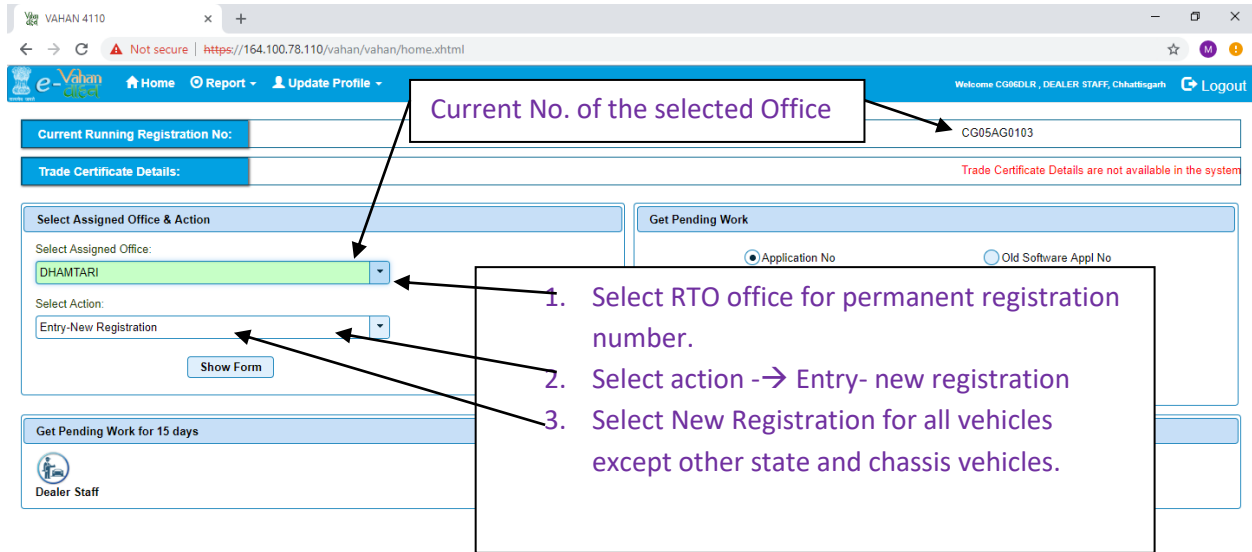 VAHAN 4110
Not secure | https://164.100.78.110/vahan/vahan/home.xhtml
M
e-Vahan Home Report Update Profile Welcome CG06DLR , DEALER STAFF, Chhattisgarh Logout
Current No. of the selected Office
Current Running Registration No: CG05AG0103
Trade Certificate Details: Trade Certificate Details are not available in the system
Select Assigned Office & Action
Select Assigned Office:
DHAMTARI
Select Action:
Entry-New Registration
Show Form
Get Pending Work
Application No Old Software Appl No
1. Select RTO office for permanent registration
number.
2. Select action -→ Entry- new registration
3. Select New Registration for all vehicles
except other state and chassis vehicles.
Get Pending Work for 15 days
Dealer Staff